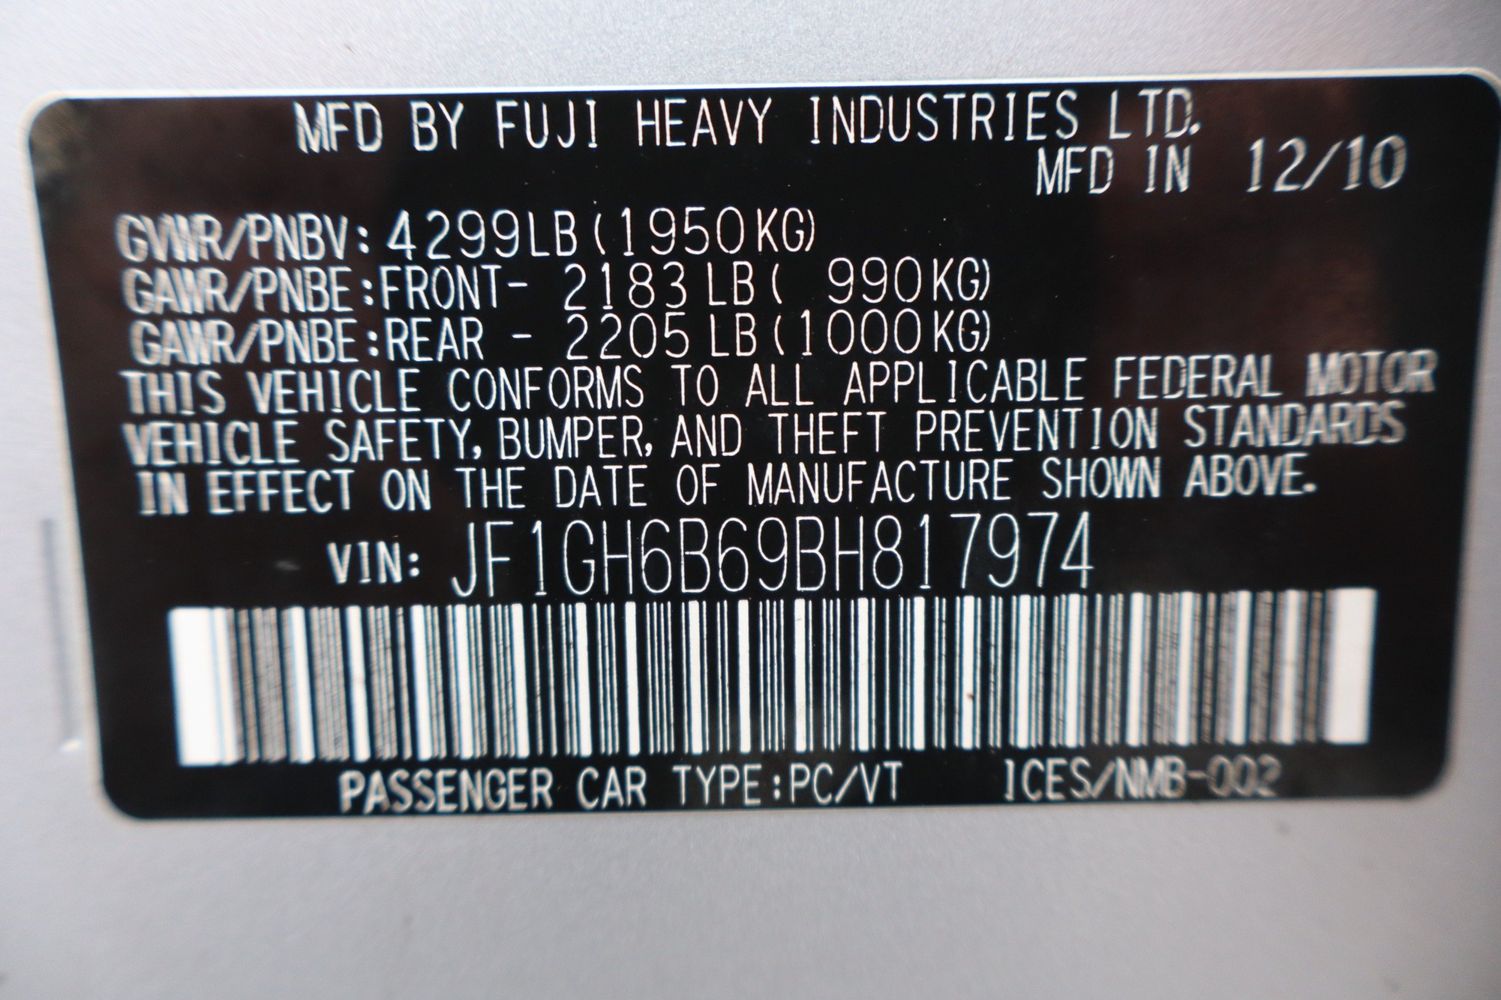 MFD BY FUJI HEAVY INDUSTRIES LTD.
MFD IN 12/10
GVWR/PNBV: 4299LB(1950KG)
GAWR/PNBE:FRONT- 2183LB( 990KG)
GAWR/PNBE:REAR - 2205LB(1000KG)
THIS VEHICLE CONFORMS TO ALL APPLICABLE FEDERAL MOTOR
VEHICLE SAFETY, BUMPER, AND THEFT PREVENTION STANDARDS
IN EFFECT ON THE DATE OF MANUFACTURE SHOWN ABOVE.
VIN: JF1GH6B69BH817974
PASSENGER CAR TYPE:PC/VT ICES/NMB-002